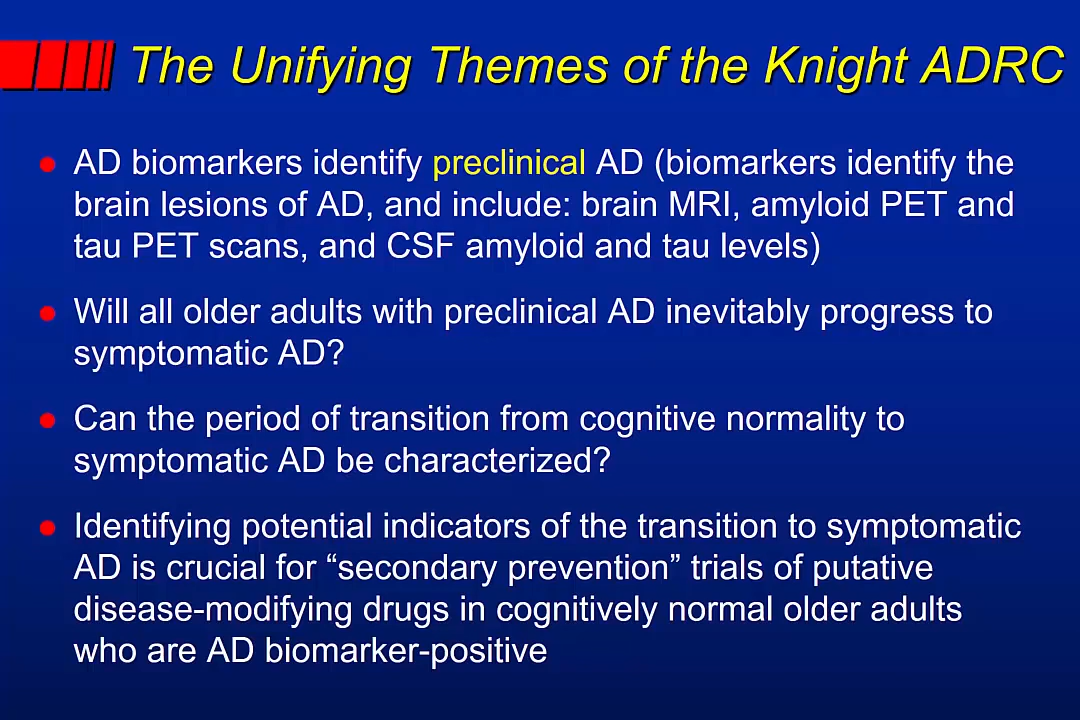 The Unifying Themes of the Knight ADRC
AD biomarkers identify preclinical AD (biomarkers identify the
brain lesions of AD, and include: brain MRI, amyloid PET and
tau PET scans, and CSF amyloid and tau levels)
Will all older adults with preclinical AD inevitably progress to
symptomatic AD?
Can the period of transition from cognitive normality to
symptomatic AD be characterized?
Identifying potential indicators of the transition to symptomatic
AD is crucial for “secondary prevention” trials of putative
disease-modifying drugs in cognitively normal older adults
who are AD biomarker-positive